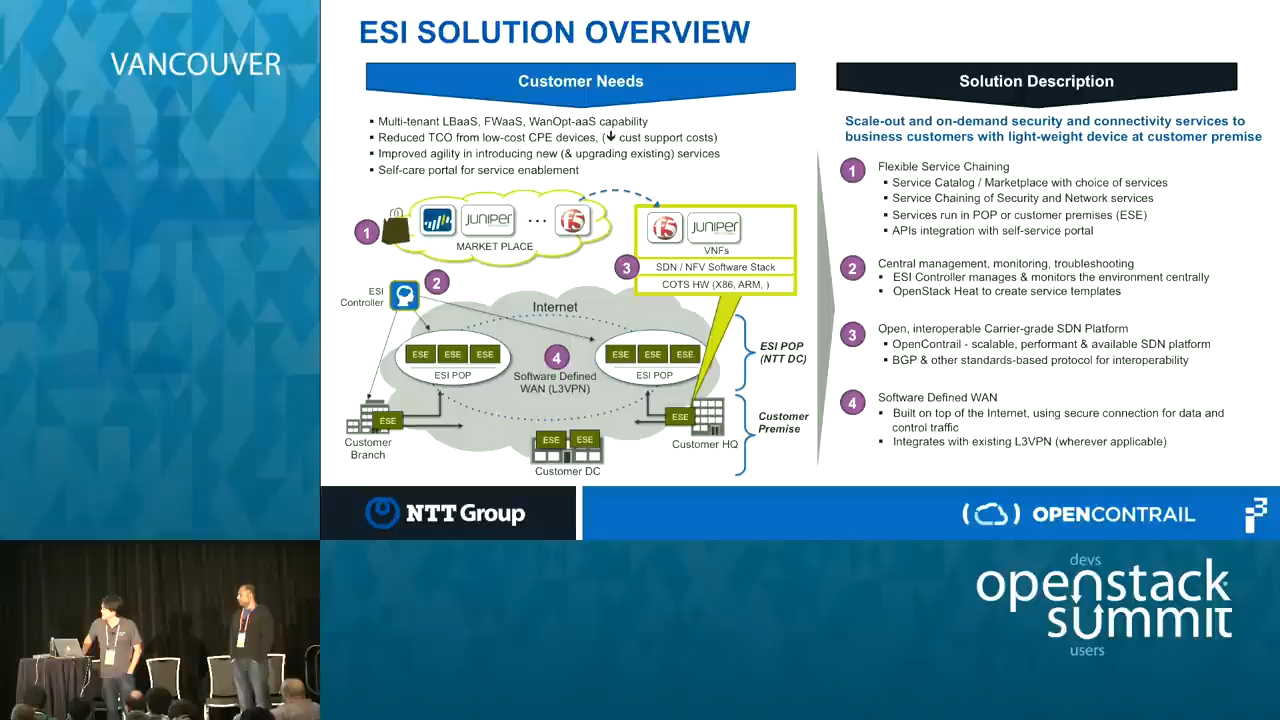 VANCOUVER
ESI SOLUTION OVERVIEW
Customer Needs
▪ Multi-tenant LBaaS, FWaaS, WanOpt-aaS capability
▪ Reduced TCO from low-cost CPE devices, (🡻 cust support costs)
▪ Improved agility in introducing new (& upgrading existing) services
▪ Self-care portal for service enablement
1
JUNIPER
...
f5
MARKET PLACE
f5
JUNIPER
VNFs
3
SDN / NFV Software Stack
COTS HW (X86, ARM, )
2
ESI
Controller
Internet
ESE ESE ESE
ESI POP
4
Software Defined
WAN (L3VPN)
ESE ESE ESE
ESI POP
ESI POP
(NTT DC)
ESE
Customer
Branch
ESE ESE
Customer DC
ESE
Customer HQ
Customer
Premise
Solution Description
Scale-out and on-demand security and connectivity services to
business customers with light-weight device at customer premise
1 Flexible Service Chaining
▪ Service Catalog / Marketplace with choice of services
▪ Service Chaining of Security and Network services
▪ Services run in POP or customer premises (ESE)
▪ APIs integration with self-service portal
2 Central management, monitoring, troubleshooting
▪ ESI Controller manages & monitors the environment centrally
▪ OpenStack Heat to create service templates
3 Open, interoperable Carrier-grade SDN Platform
▪ OpenContrail - scalable, performant & available SDN platform
▪ BGP & other standards-based protocol for interoperability
4 Software Defined WAN
▪ Built on top of the Internet, using secure connection for data and
control traffic
▪ Integrates with existing L3VPN (wherever applicable)
NTT Group
OPENCONTRAIL
i3
devs
openstack
summit
users